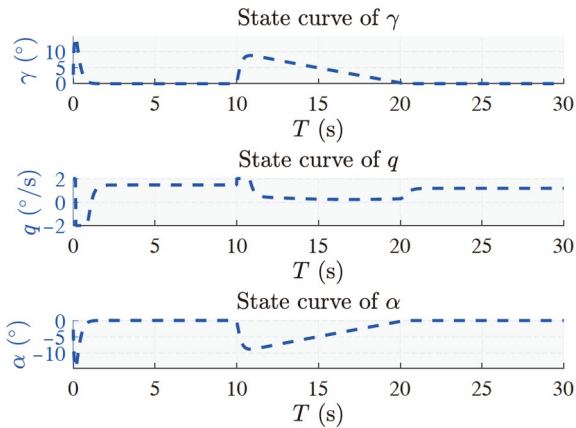 State curve of γ
γ (°)
10
5
0
0 5 10 15 20 25 30
T (s)
State curve of q
q (°/s)
2
0
−2
0 5 10 15 20 25 30
T (s)
State curve of α
α (°)
0
−5
−10
0 5 10 15 20 25 30
T (s)